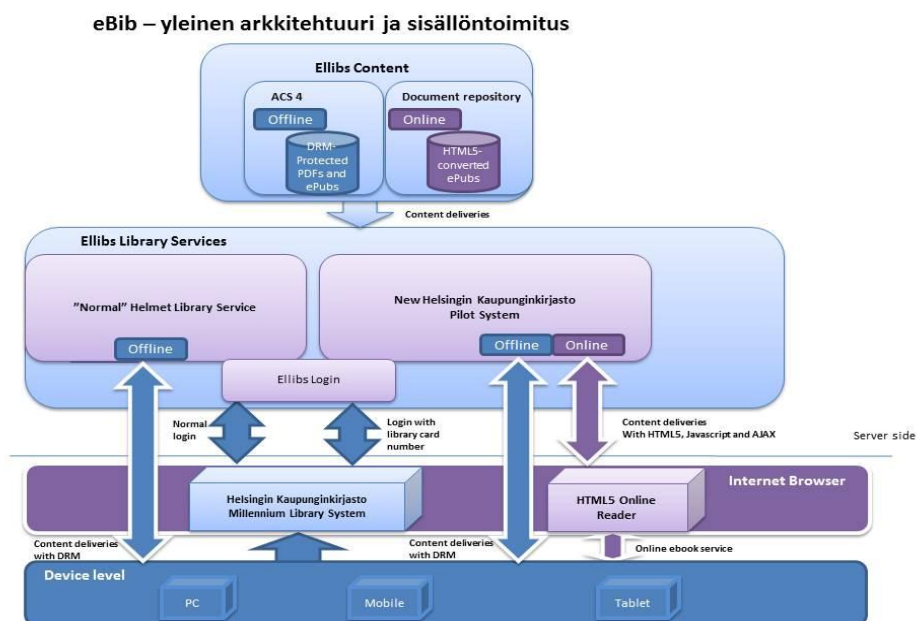 eBib – yleinen arkkitehtuuri ja sisällöntoimitus
Ellibs Content
ACS 4
Document repository
Offline
Online
DRM-
Protected
PDFs and
ePubs
HTML5-
converted
ePubs
Content deliveries
Ellibs Library Services
”Normal” Helmet Library Service
New Helsingin Kaupunginkirjasto
Pilot System
Offline
Offline
Online
Ellibs Login
Normal
login
Login with
library card
number
Content deliveries
With HTML5, Javascript and AJAX
Server side
Internet Browser
Helsingin Kaupunginkirjasto
Millennium Library System
HTML5 Online
Reader
Content deliveries
with DRM
Content deliveries
with DRM
Online ebook service
Device level
PC
Mobile
Tablet